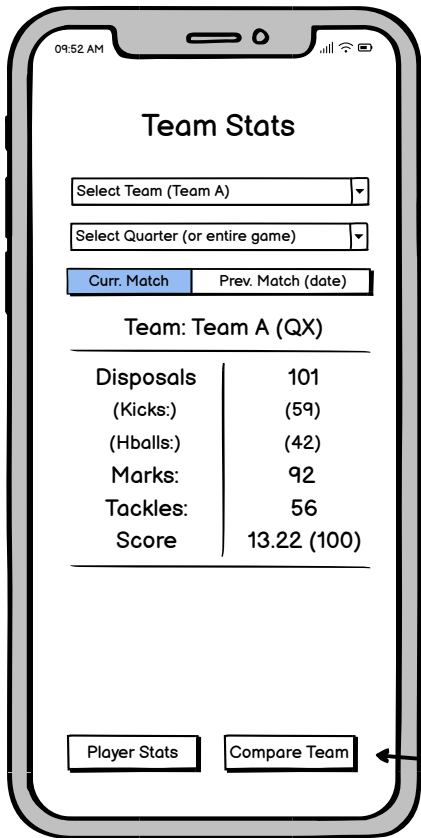 09:52 AM
Team Stats
Select Team (Team A)
Select Quarter (or entire game)
Curr. Match Prev. Match (date)
Team: Team A (QX)
Disposals 101
(Kicks:) (59)
(Hballs:) (42)
Marks: 92
Tackles: 56
Score 13.22 (100)
Player Stats Compare Team